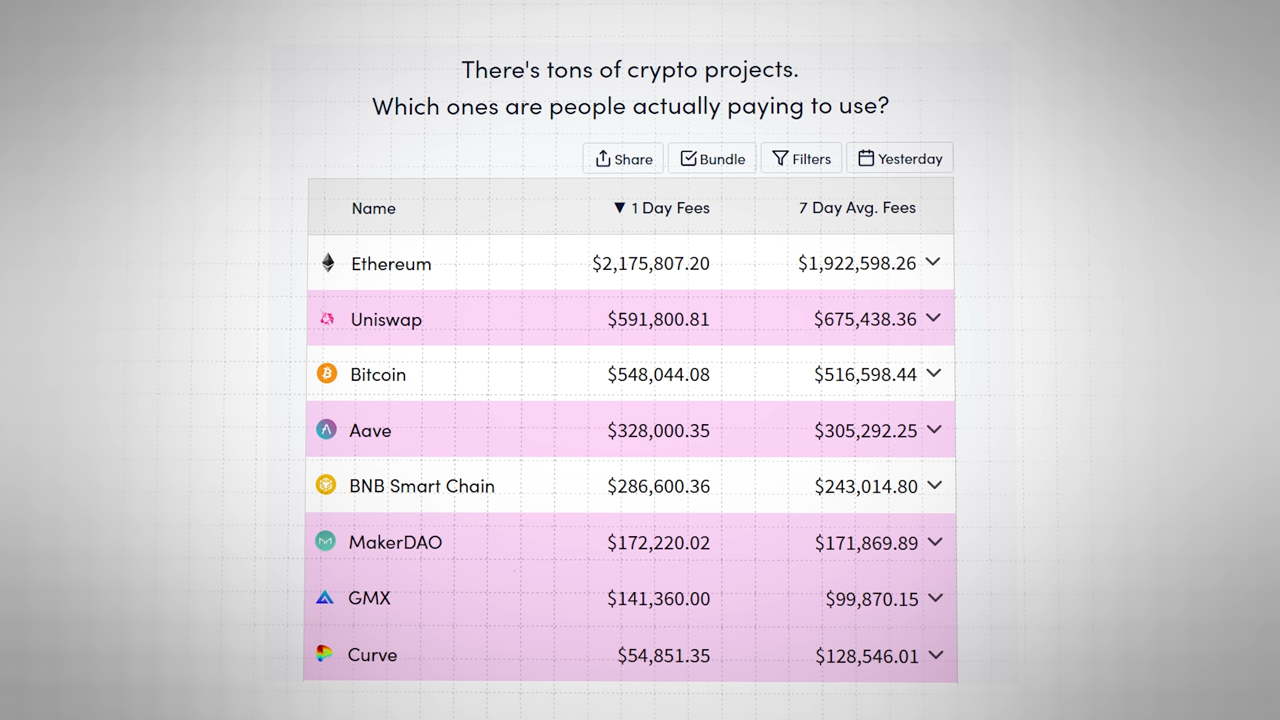 There's tons of crypto projects.
Which ones are people actually paying to use?
Share Bundle Filters Yesterday
Name ▼ 1 Day Fees 7 Day Avg. Fees
Ethereum $2,175,807.20 $1,922,598.26
Uniswap $591,800.81 $675,438.36
Bitcoin $548,044.08 $516,598.44
Aave $328,000.35 $305,292.25
BNB Smart Chain $286,600.36 $243,014.80
MakerDAO $172,220.02 $171,869.89
GMX $141,360.00 $99,870.15
Curve $54,851.35 $128,546.01